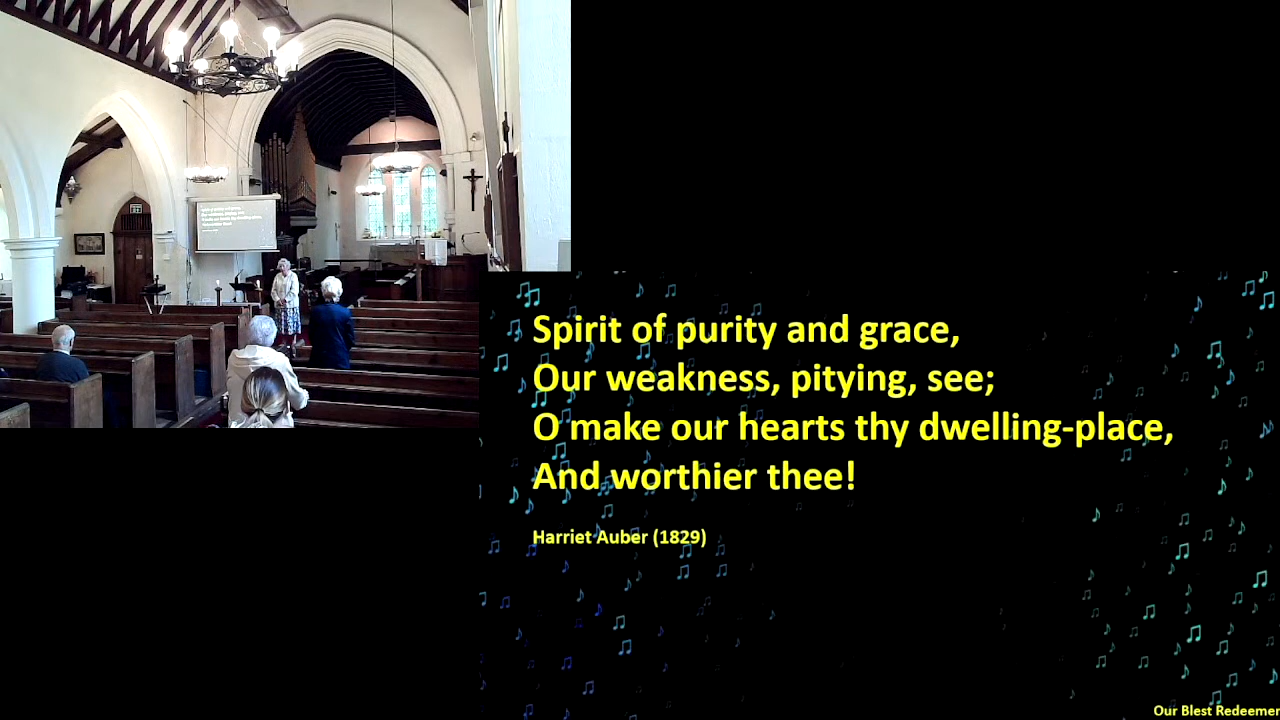 Spirit of purity and grace,
Our weakness, pitying, see;
O make our hearts thy dwelling-place,
And worthier thee!
Harriet Auber (1829)
Our Blest Redeemer